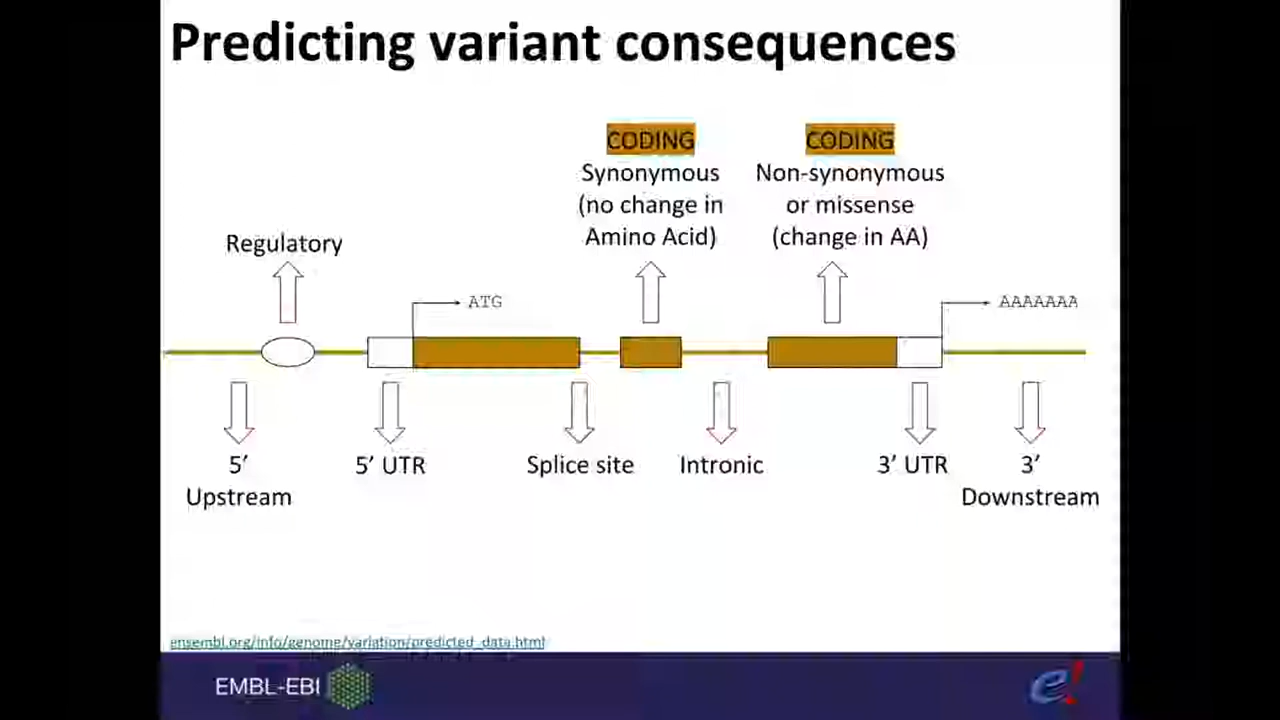 Predicting variant consequences
CODING
Synonymous
(no change in
Amino Acid)
CODING
Non-synonymous
or missense
(change in AA)
Regulatory
ATG
AAAAAAA
5’
Upstream
5’ UTR
Splice site
Intronic
3’ UTR
3’
Downstream
ensembl.org/info/genome/variation/predicted_data.html
EMBL-EBI
e!